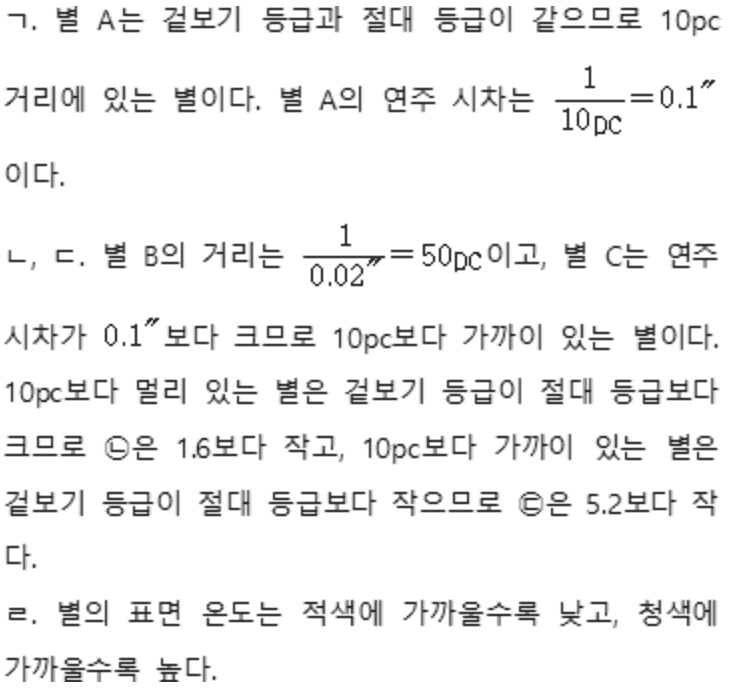 ㄱ. 별 A는 겉보기 등급과 절대 등급이 같으므로 10pc
거리에 있는 별이다. 별 A의 연주 시차는 1/10pc=0.1″
이다.
ㄴ, ㄷ. 별 B의 거리는 1/0.02″=50pc이고, 별 C는 연주
시차가 0.1″보다 크므로 10pc보다 가까이 있는 별이다.
10pc보다 멀리 있는 별은 겉보기 등급이 절대 등급보다
크므로 ㉡은 1.6보다 작고, 10pc보다 가까이 있는 별은
겉보기 등급이 절대 등급보다 작으므로 ㉢은 5.2보다 작
다.
ㄹ. 별의 표면 온도는 적색에 가까울수록 낮고, 청색에
가까울수록 높다.